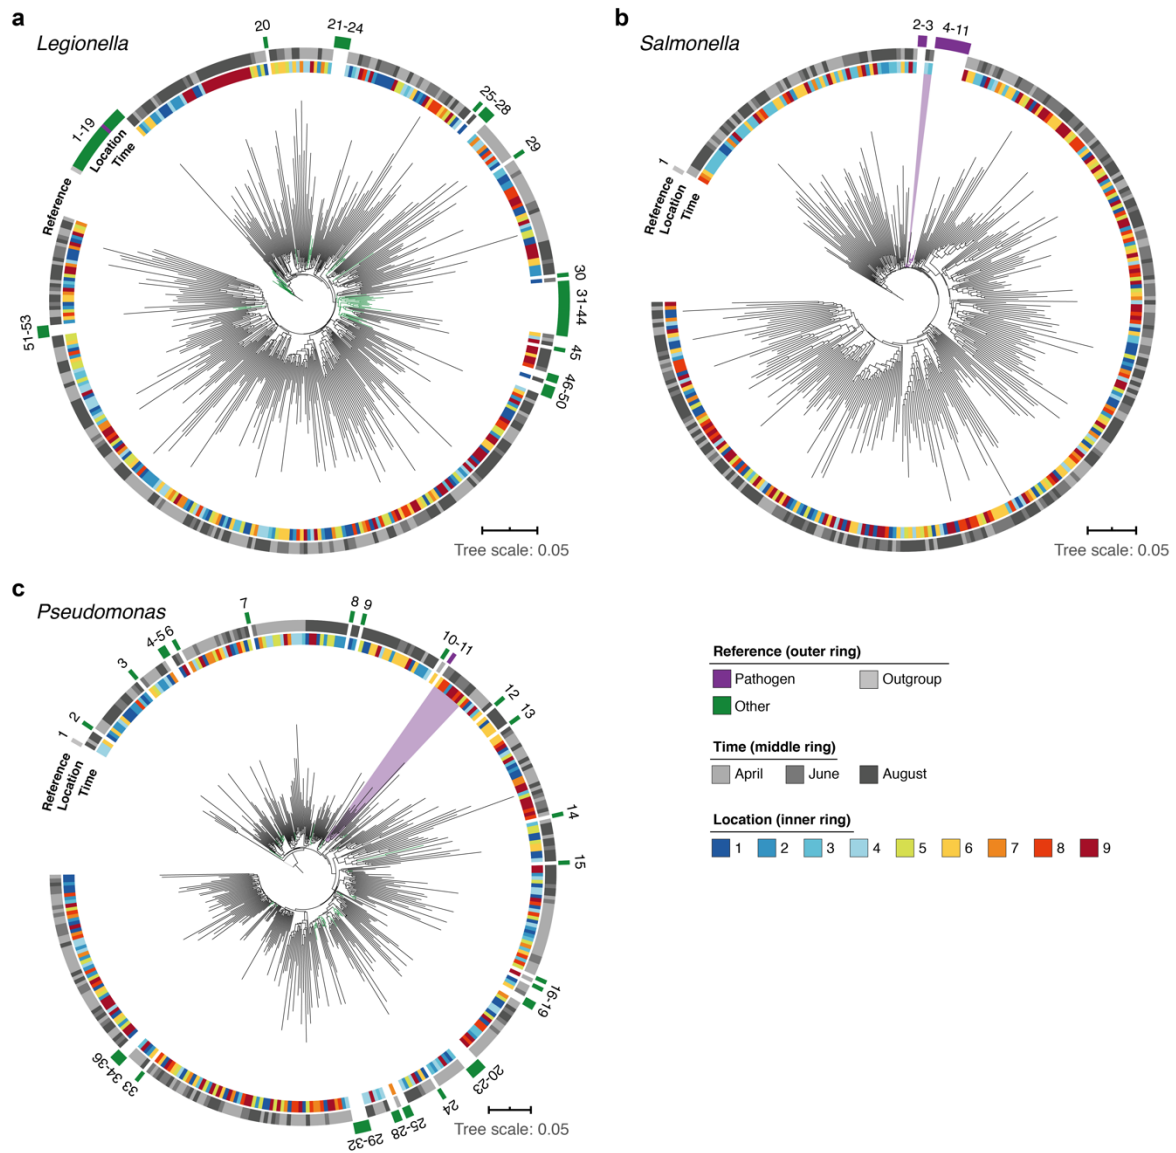 a
Legionella
20
21-24
25-28
29
30
31-44
45
46-50
51-53
1-19
Reference
Location
Time
Tree scale: 0.05
b
Salmonella
2-3
4-11
1
Reference
Location
Time
Tree scale: 0.05
c
Pseudomonas
1
2
3
4-5
6
7
8
9
10-11
12
13
14
15
16-19
20-23
24
25-28
29-32
33
34-36
Reference
Location
Time
Tree scale: 0.05
Reference (outer ring)
Pathogen
Outgroup
Other
Time (middle ring)
April
June
August
Location (inner ring)
1 2 3 4 5 6 7 8 9